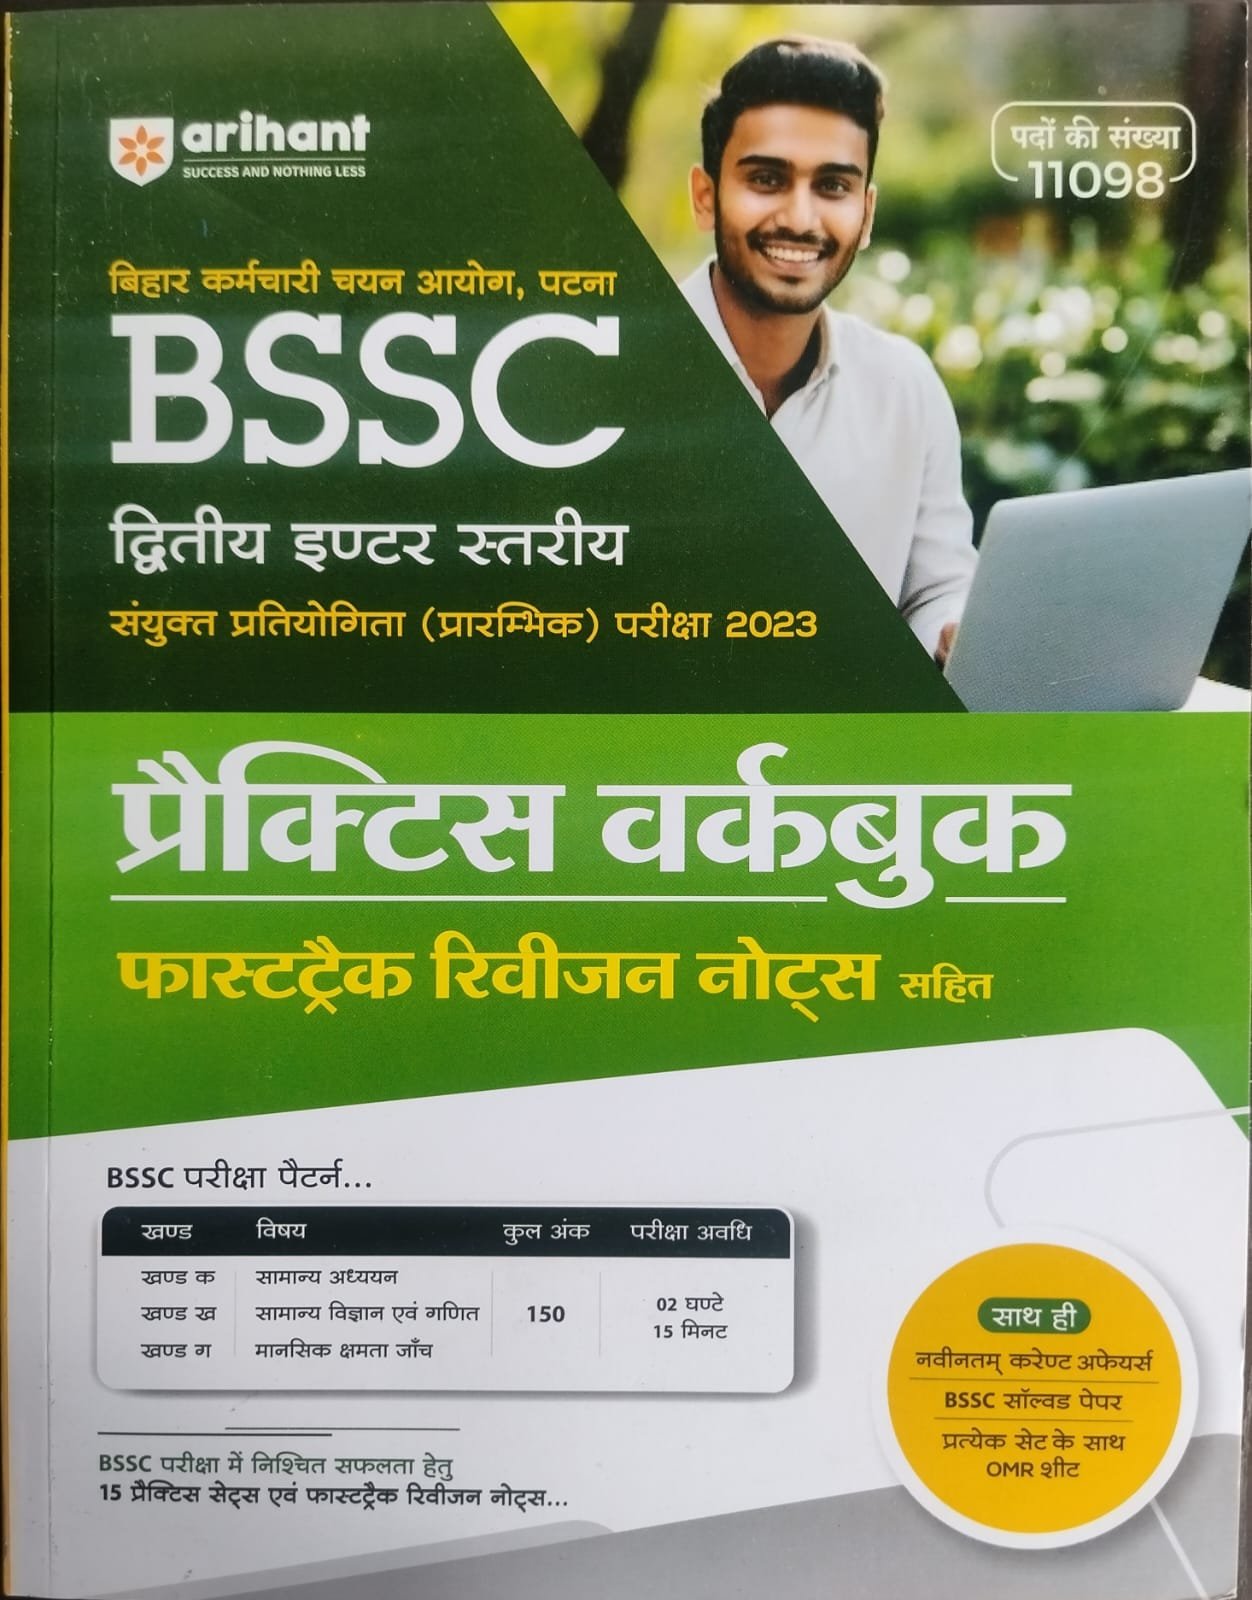 arihant
SUCCESS AND NOTHING LESS
पदों की संख्या
11098
बिहार कर्मचारी चयन आयोग, पटना
BSSC
द्वितीय इण्टर स्तरीय
संयुक्त प्रतियोगिता (प्रारम्भिक) परीक्षा 2023
प्रैक्टिस वर्कबुक
फास्टट्रैक रिवीजन नोट्स सहित
BSSC परीक्षा पैटर्न...
खण्ड विषय कुल अंक परीक्षा अवधि
खण्ड क सामान्य अध्ययन
खण्ड ख सामान्य विज्ञान एवं गणित 150 02 घण्टे
15 मिनट
खण्ड ग मानसिक क्षमता जाँच
साथ ही
नवीनतम् करेण्ट अफेयर्स
BSSC सॉल्वड पेपर
प्रत्येक सेट के साथ
OMR शीट
BSSC परीक्षा में निश्चित सफलता हेतु
15 प्रैक्टिस सेट्स एवं फास्टट्रैक रिवीजन नोट्स...